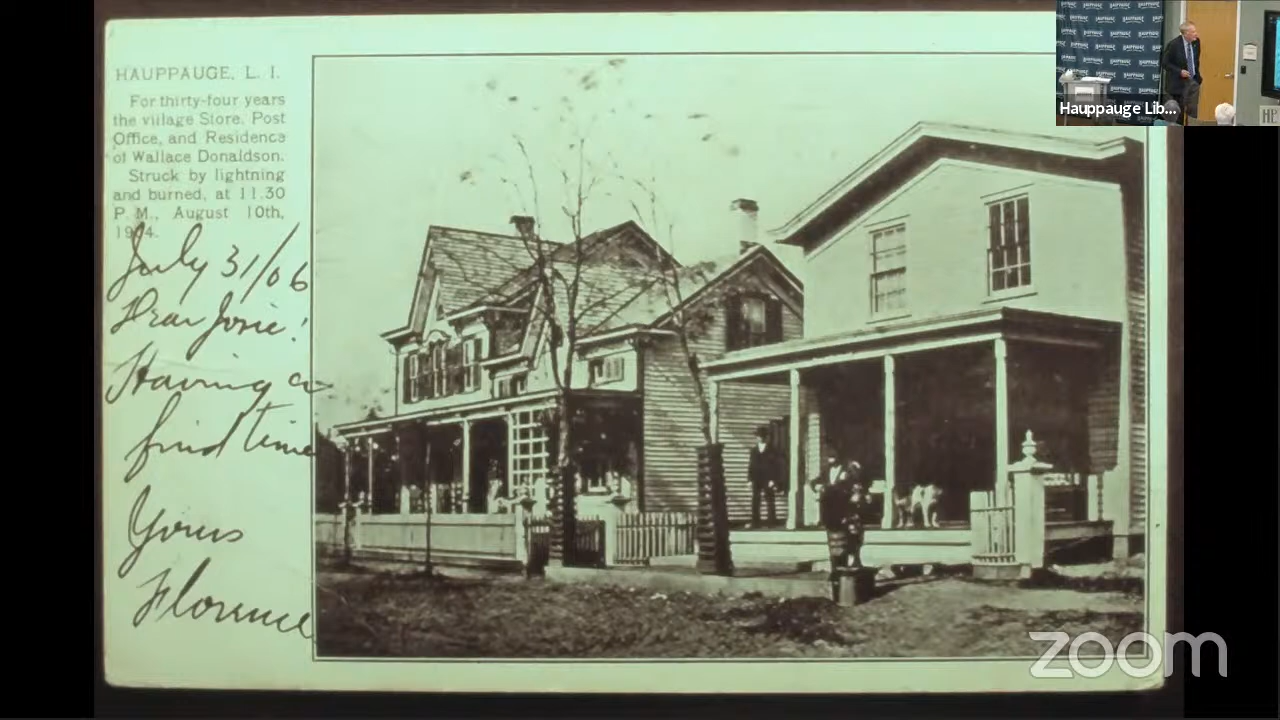 HAUPPAUGE, L. I.
For thirty-four years
the village Store, Post
Office, and Residence
of Wallace Donaldson.
Struck by lightning
and burned, at 11.30
P. M., August 10th,
July 31/06
Dear Josie!
Having a
find time
Yours
Florence
Hauppauge Lib...
zoom